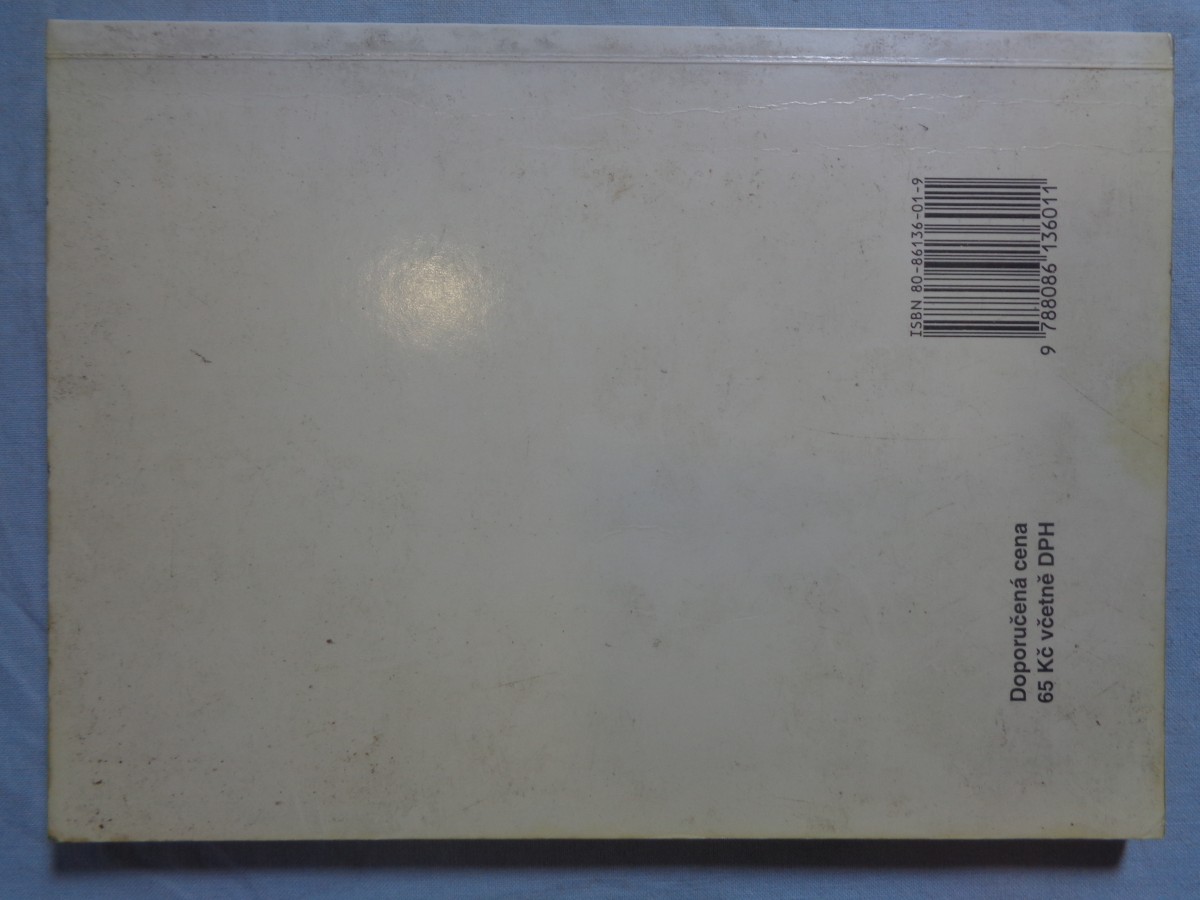 Doporučená cena
65 Kč včetně DPH
ISBN 80-86136-01-9
9 788086 136011